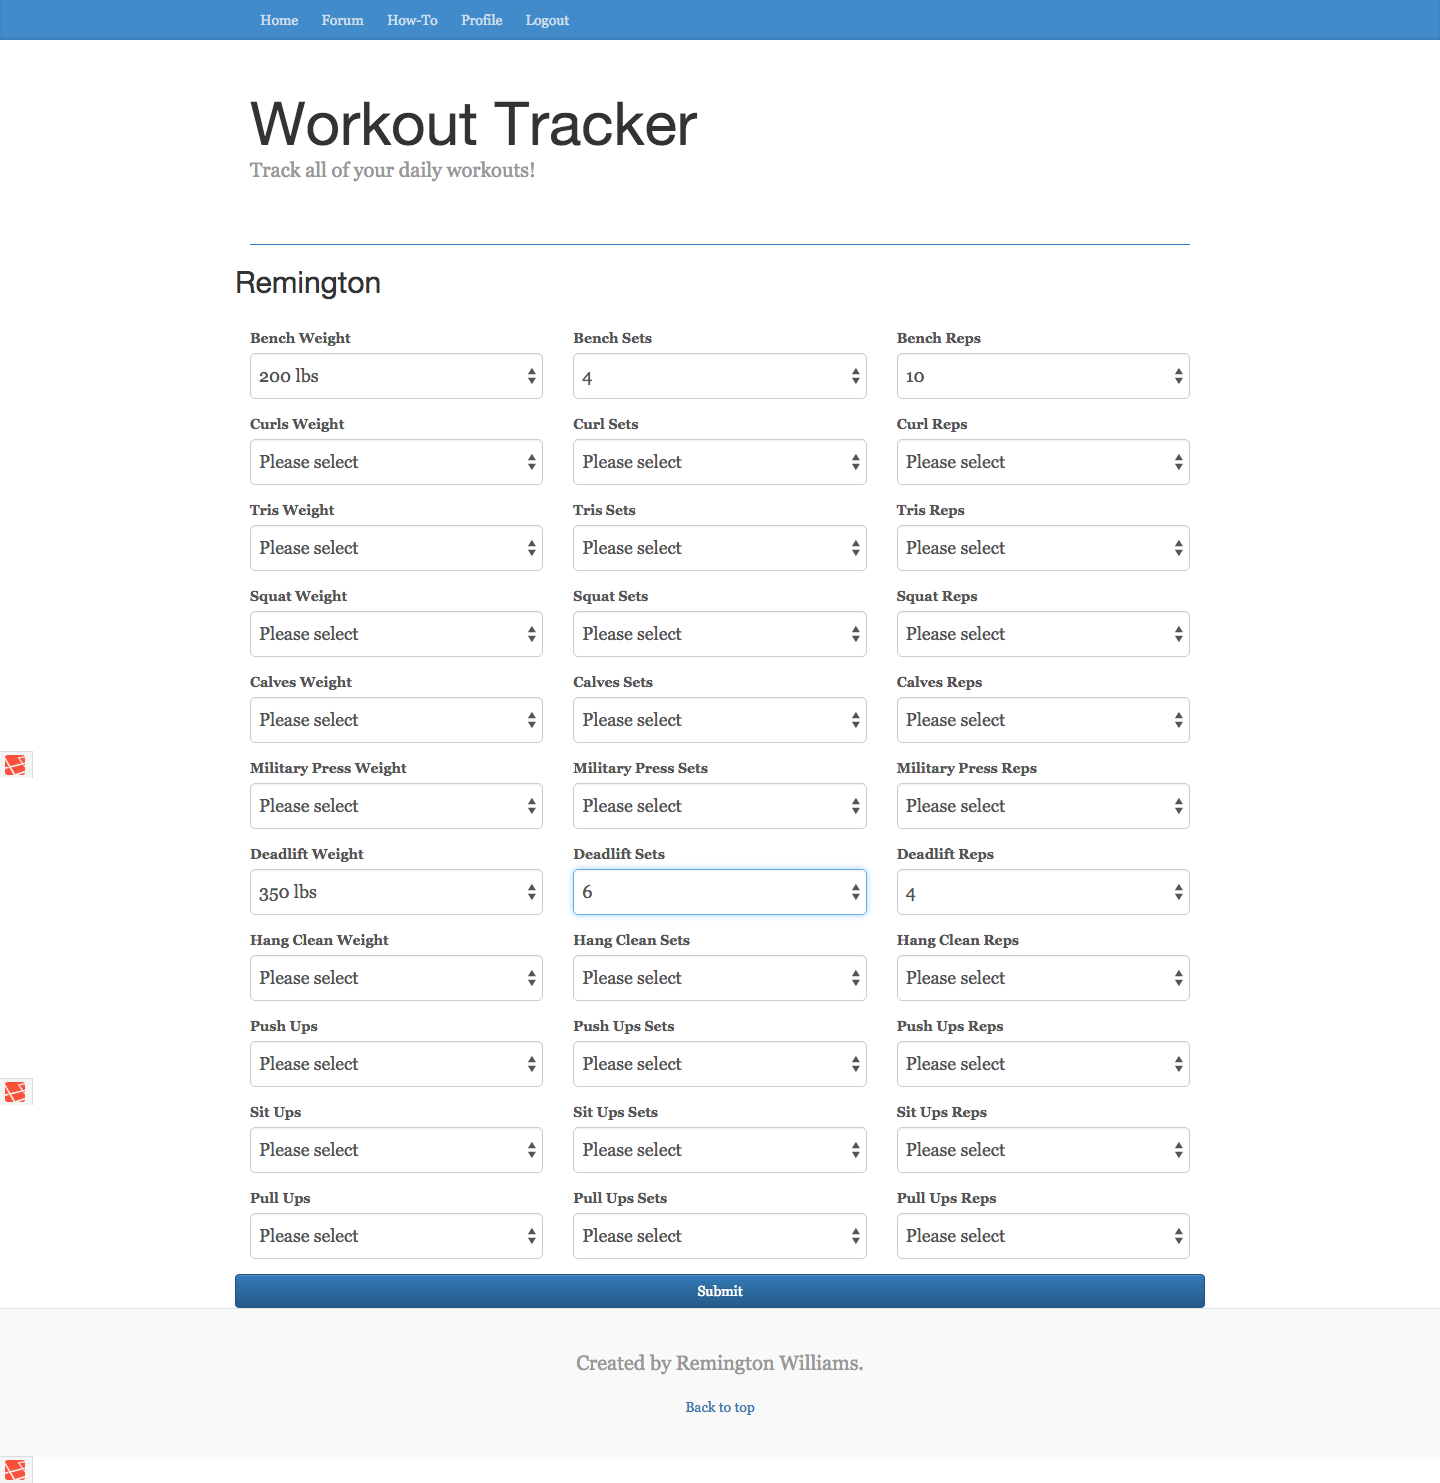 Home Forum How-To Profile Logout
Workout Tracker
Track all of your daily workouts!
Remington
Bench Weight Bench Sets Bench Reps
200 lbs 4 10
Curls Weight Curl Sets Curl Reps
Please select Please select Please select
Tris Weight Tris Sets Tris Reps
Please select Please select Please select
Squat Weight Squat Sets Squat Reps
Please select Please select Please select
Calves Weight Calves Sets Calves Reps
Please select Please select Please select
Military Press Weight Military Press Sets Military Press Reps
Please select Please select Please select
Deadlift Weight Deadlift Sets Deadlift Reps
350 lbs 6 4
Hang Clean Weight Hang Clean Sets Hang Clean Reps
Please select Please select Please select
Push Ups Push Ups Sets Push Ups Reps
Please select Please select Please select
Sit Ups Sit Ups Sets Sit Ups Reps
Please select Please select Please select
Pull Ups Pull Ups Sets Pull Ups Reps
Please select Please select Please select
Submit
Created by Remington Williams.
Back to top